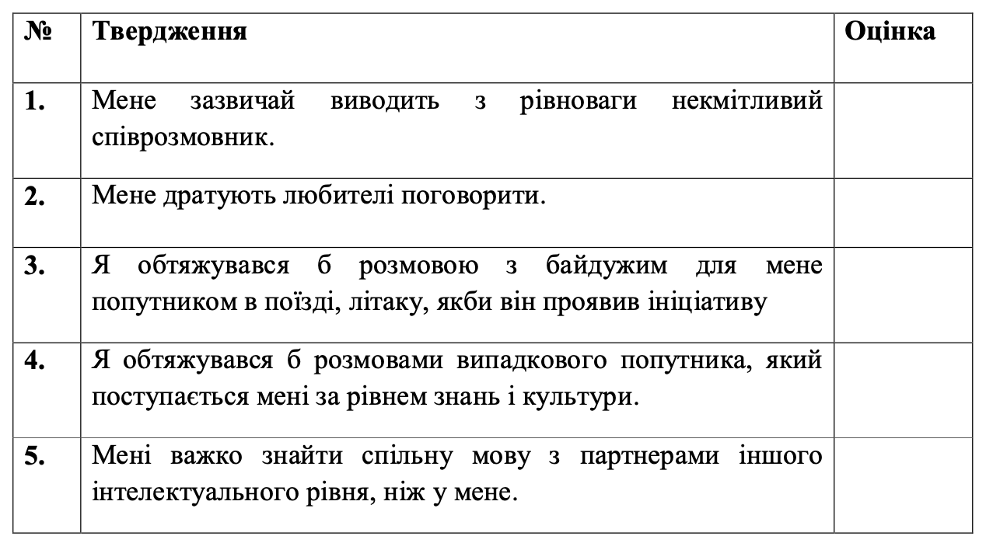 № Твердження Оцінка
1. Мене зазвичай виводить з рівноваги некмітливий
співрозмовник.
2. Мене дратують любителі поговорити.
3. Я обтяжувався б розмовою з байдужим для мене
попутником в поїзді, літаку, якби він проявив ініціативу
4. Я обтяжувався б розмовами випадкового попутника, який
поступається мені за рівнем знань і культури.
5. Мені важко знайти спільну мову з партнерами іншого
інтелектуального рівня, ніж у мене.